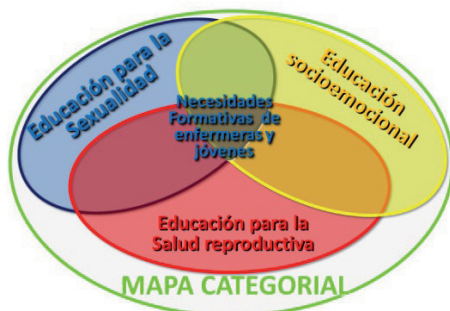 Educación para la
Sexualidad
Educación
socioemocional
Necesidades
Formativas de
enfermeras y
jóvenes
Educación para la
Salud reproductiva
MAPA CATEGORIAL